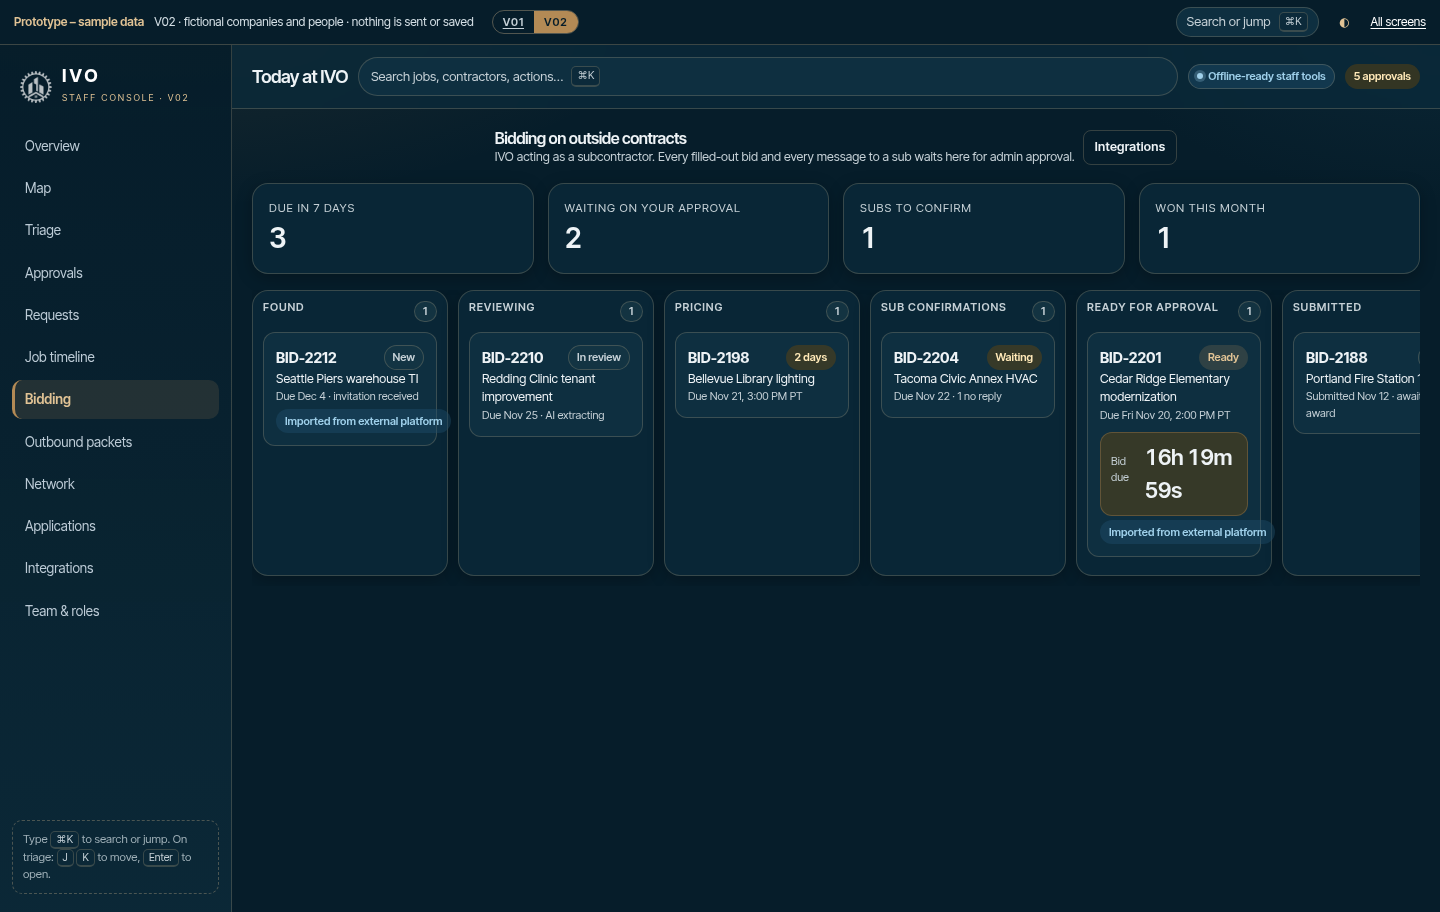 Prototype – sample data V02 · fictional companies and people · nothing is sent or saved V01 V02 Search or jump ⌘K All screens
IVO
STAFF CONSOLE · V02
Overview
Map
Triage
Approvals
Requests
Job timeline
Bidding
Outbound packets
Network
Applications
Integrations
Team & roles
Type ⌘K to search or jump. On
triage: J K to move, Enter to
open.
Today at IVO Search jobs, contractors, actions... ⌘K Offline-ready staff tools 5 approvals
Bidding on outside contracts
IVO acting as a subcontractor. Every filled-out bid and every message to a sub waits here for admin approval.
Integrations
DUE IN 7 DAYS
3
WAITING ON YOUR APPROVAL
2
SUBS TO CONFIRM
1
WON THIS MONTH
1
FOUND 1
BID-2212 New
Seattle Piers warehouse TI
Due Dec 4 · invitation received
Imported from external platform
REVIEWING 1
BID-2210 In review
Redding Clinic tenant
improvement
Due Nov 25 · AI extracting
PRICING 1
BID-2198 2 days
Bellevue Library lighting
Due Nov 21, 3:00 PM PT
SUB CONFIRMATIONS 1
BID-2204 Waiting
Tacoma Civic Annex HVAC
Due Nov 22 · 1 no reply
READY FOR APPROVAL 1
BID-2201 Ready
Cedar Ridge Elementary
modernization
Due Fri Nov 20, 2:00 PM PT
Bid
due
16h 19m
59s
Imported from external platform
SUBMITTED
BID-2188
Portland Fire Station
Submitted Nov 12 ·
award